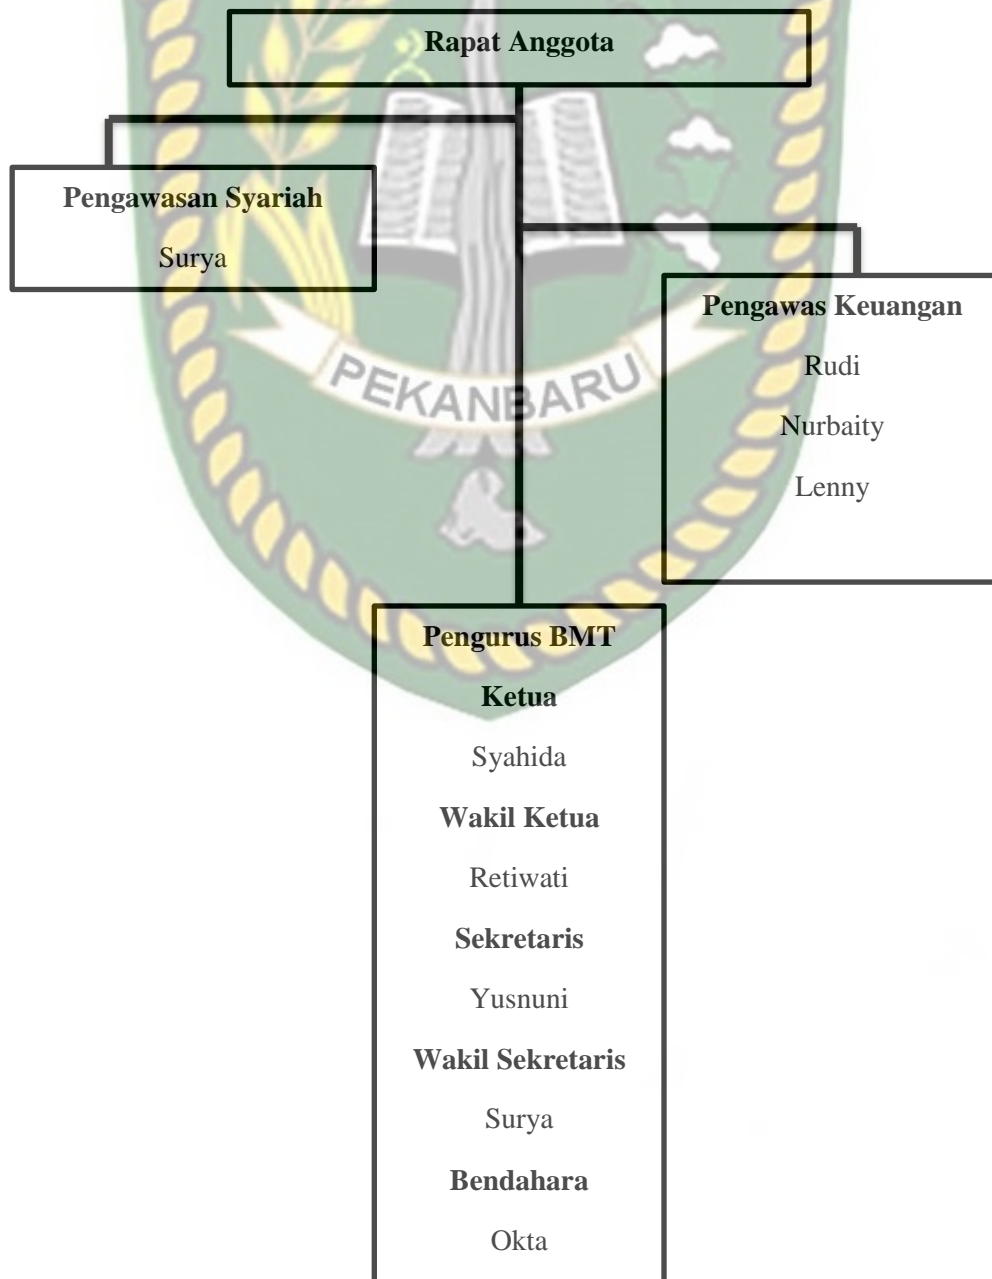 Rapat Anggota
Pengawasan Syariah
Surya
Pengawas Keuangan
Rudi
Nurbaity
Lenny
PEKANBARU
Pengurus BMT
Ketua
Syahida
Wakil Ketua
Retiwati
Sekretaris
Yusnuni
Wakil Sekretaris
Surya
Bendahara
Okta